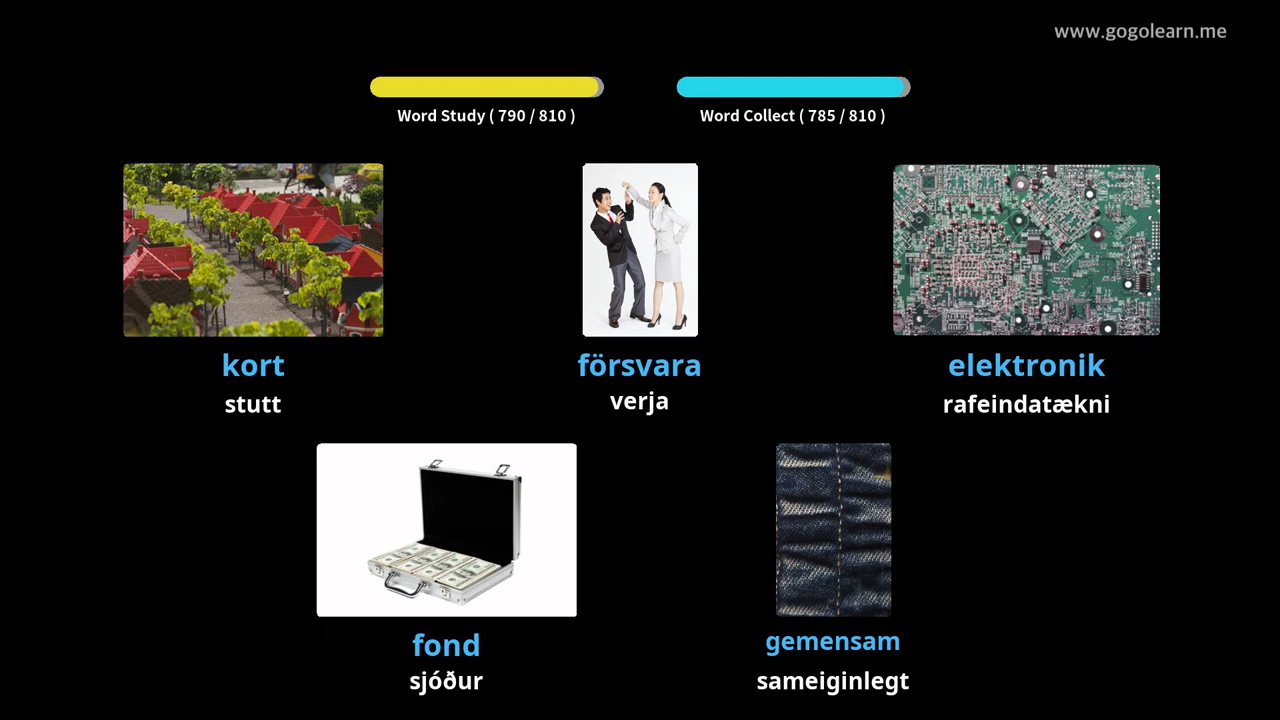 www.gogolearn.me
Word Study ( 790 / 810 )
Word Collect ( 785 / 810 )
kort
stutt
försvara
verja
elektronik
rafeindatækni
fond
sjóður
gemensam
sameiginlegt